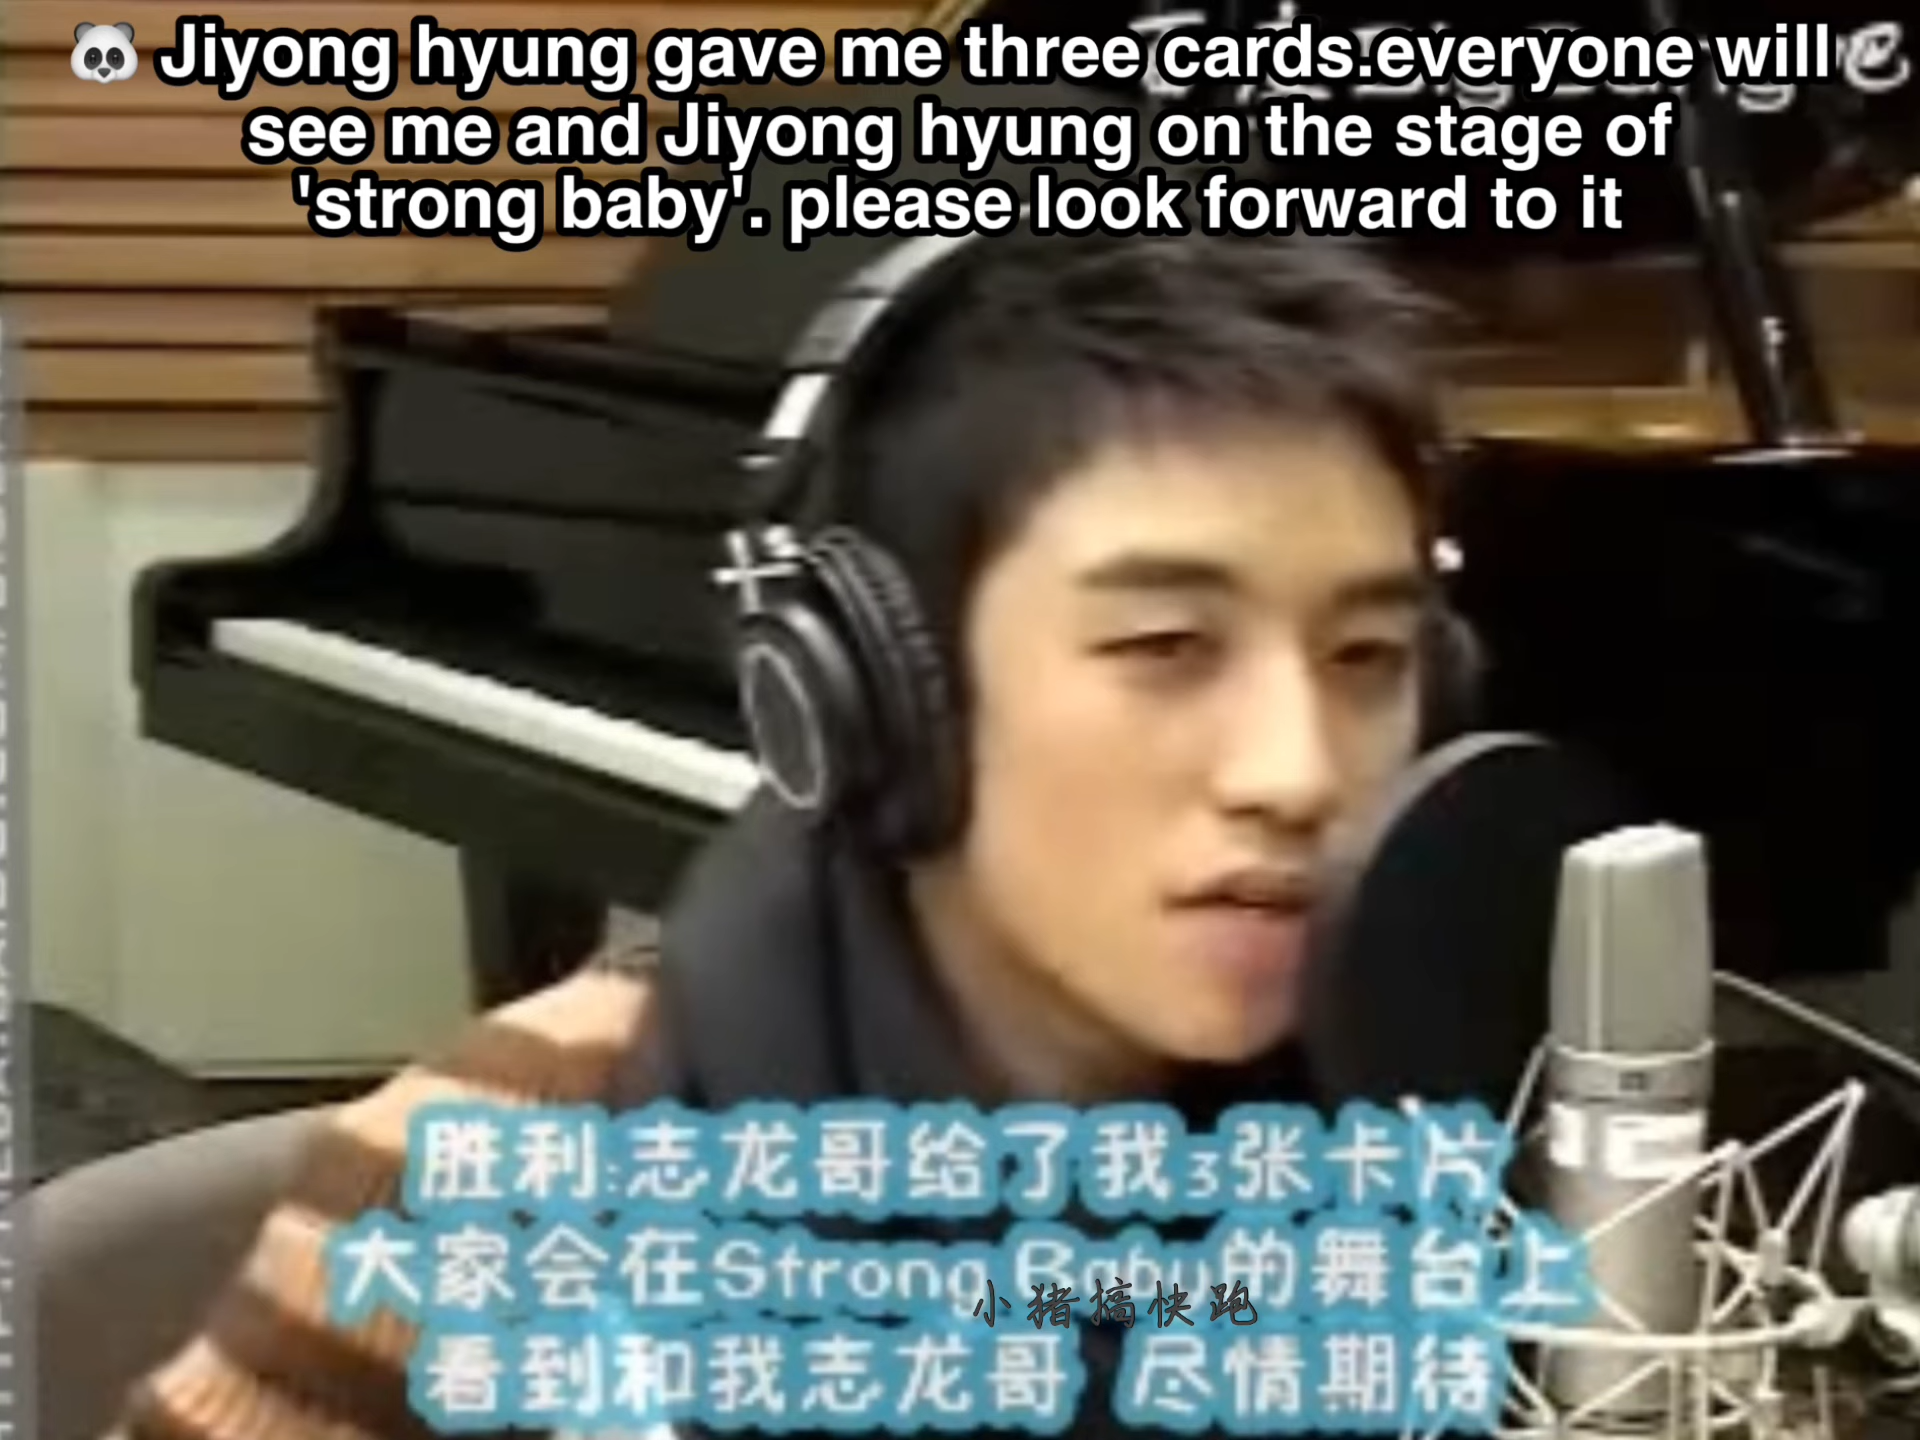 🐼 Jiyong hyung gave me three cards.everyone will
see me and Jiyong hyung on the stage of
'strong baby'. please look forward to it
胜利:志龙哥给了我3张卡片
大家会在Strong Baby的舞台上
小猪搞快跑
看到和我志龙哥 尽情期待